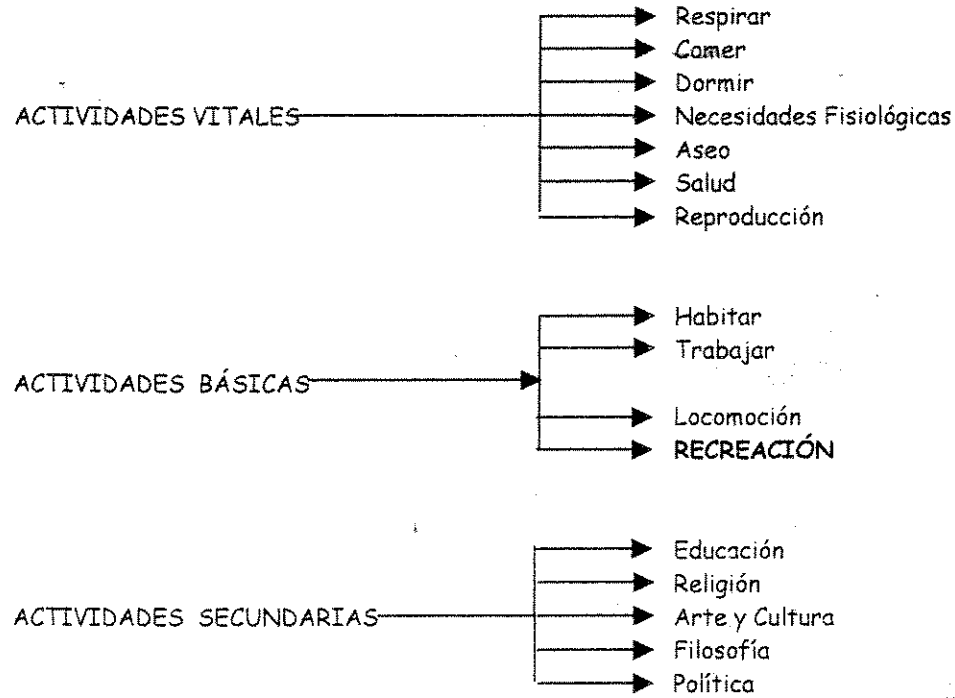 Respirar
Comer
Dormir
ACTIVIDADES VITALES Necesidades Fisiológicas
Aseo
Salud
Reproducción
Habitar
Trabajar
ACTIVIDADES BÁSICAS
Locomoción
RECREACIÓN
Educación
Religión
ACTIVIDADES SECUNDARIAS Arte y Cultura
Filosofía
Política